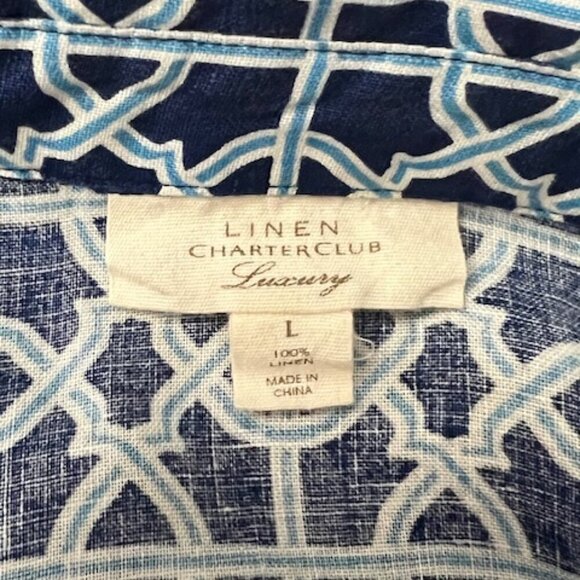 LINEN
CHARTER CLUB
Luxury
L
100%
LINEN
MADE IN
CHINA